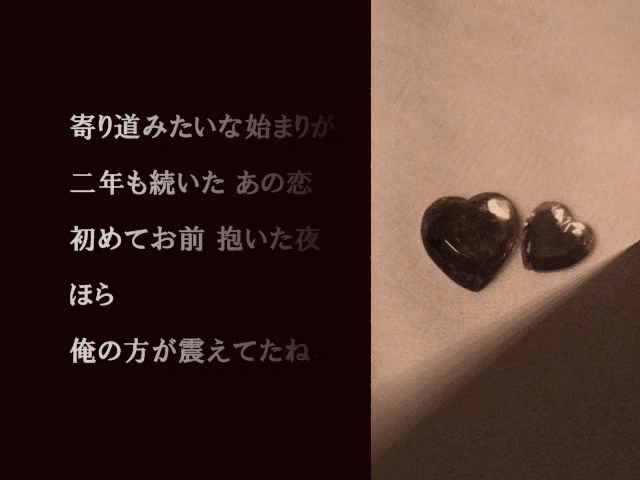 寄り道みたいな始まりが
二年も続いた あの恋
初めてお前 抱いた夜
ほら
俺の方が震えてたね